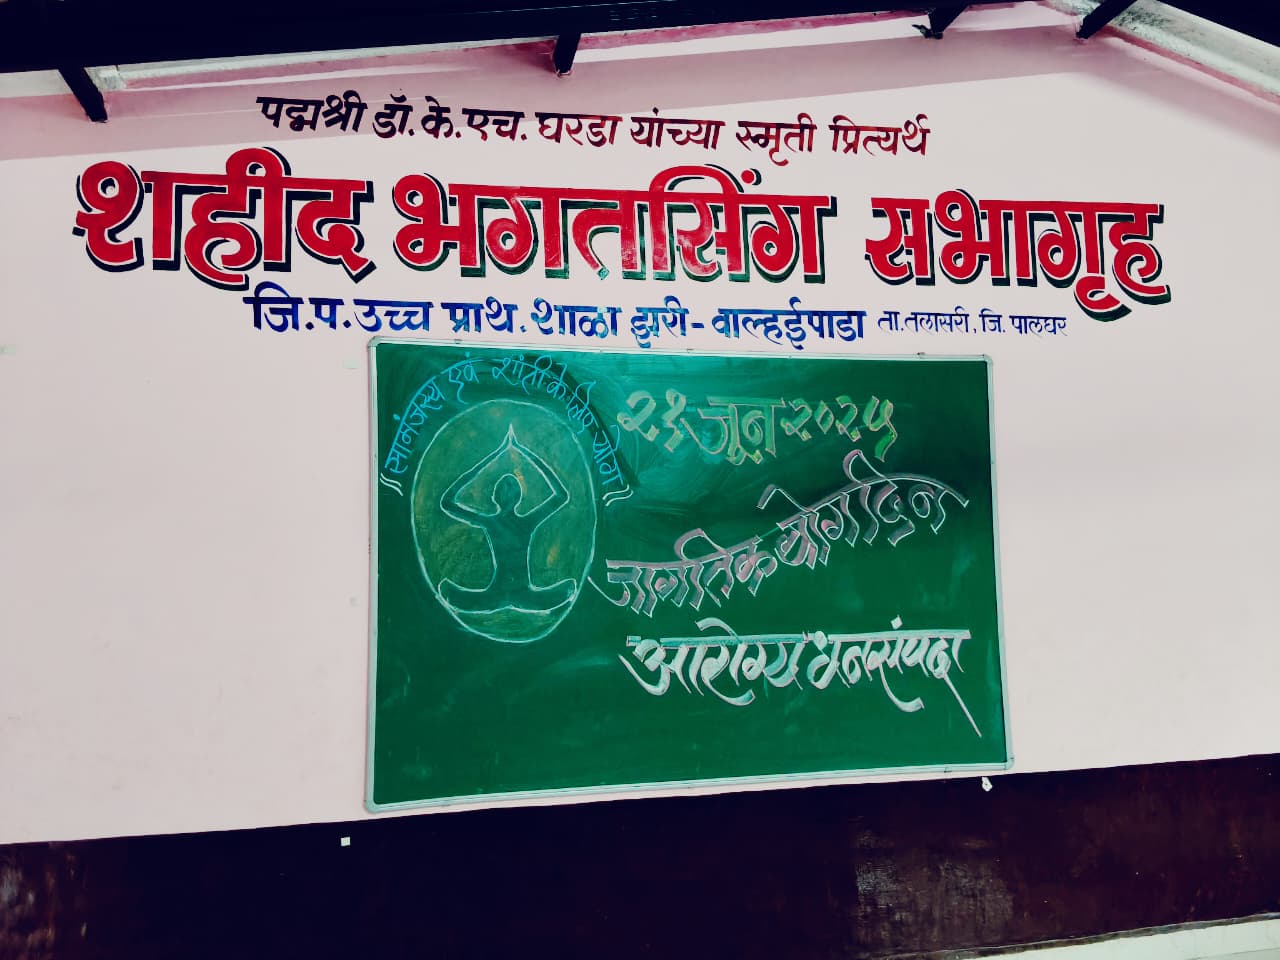 पद्मश्री डॉ. के. एच. घरडा यांच्या स्मृती प्रित्यर्थ
शहीद भगतसिंग सभागृह
जि.प. उच्च प्राथ. शाळा झरी - वाल्हईपाडा ता. तलासरी, जि. पालघर
सामंजस्य एवं शांती के लिए योग
२१ जून २०२५
जागतिक योग दिन
आरोग्य धनसंपदा